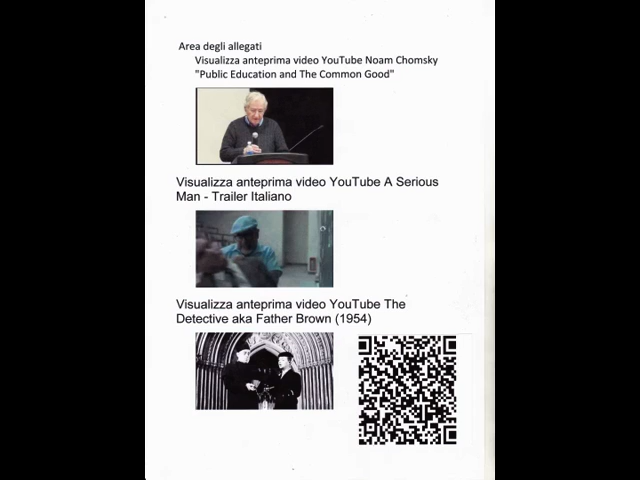 Area degli allegati
Visualizza anteprima video YouTube Noam Chomsky
"Public Education and The Common Good"
Visualizza anteprima video YouTube A Serious
Man - Trailer Italiano
Visualizza anteprima video YouTube The
Detective aka Father Brown (1954)